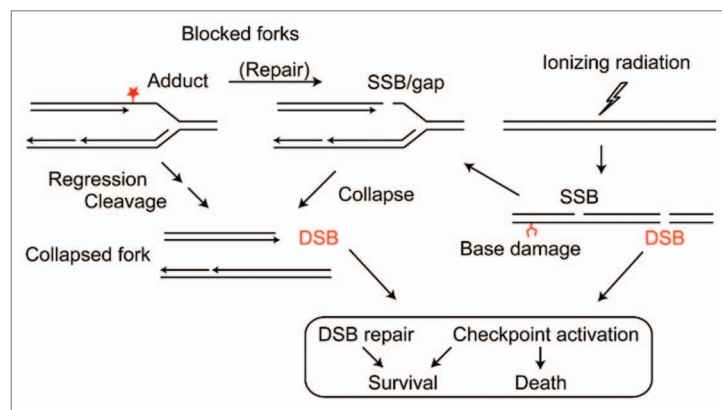 Blocked forks
Adduct
(Repair)
SSB/gap
Ionizing radiation
Regression
Cleavage
Collapse
SSB
Base damage
DSB
Collapsed fork
DSB
DSB repair
Checkpoint activation
Survival
Death